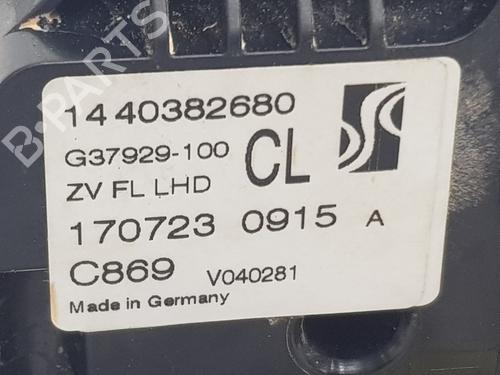 B-PARTS
1440382680
G37929-100 CL
ZV FL LHD
170723 0915 A
C869 V040281
Made in Germany